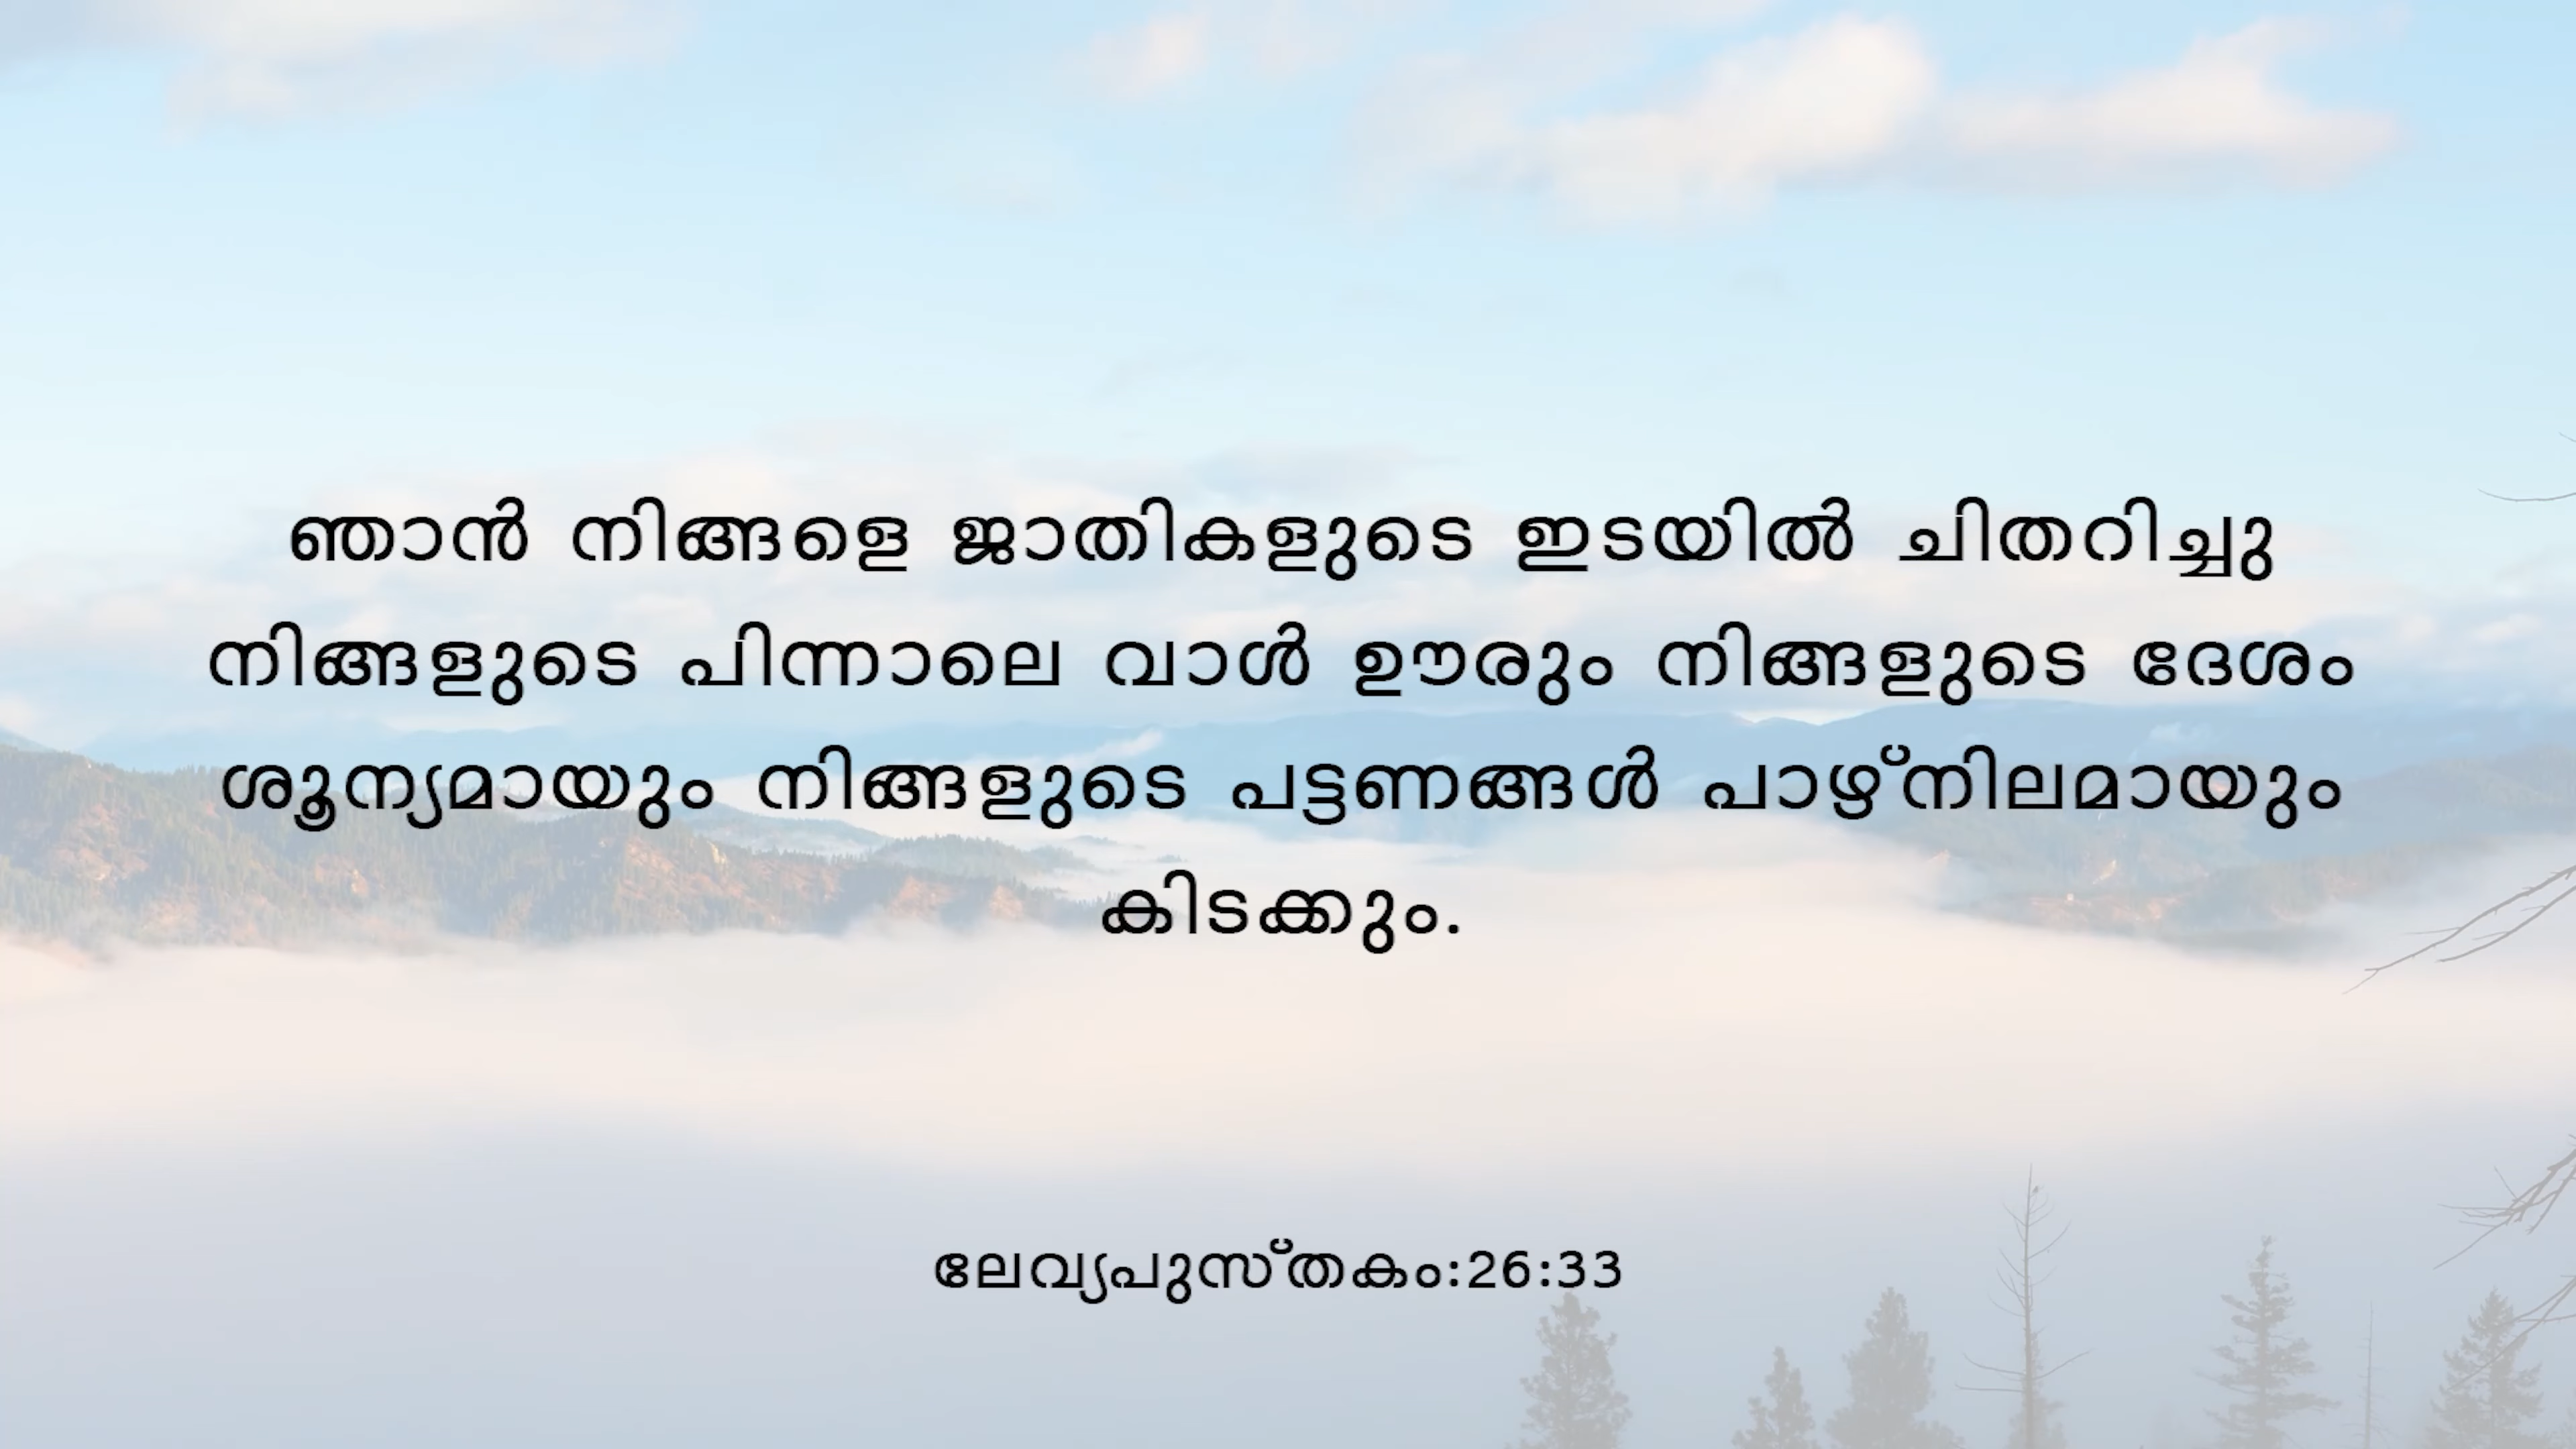 ഞാൻ നിങ്ങളെ ജാതികളുടെ ഇടയിൽ ചിതറിച്ചു
നിങ്ങളുടെ പിന്നാലെ വാൾ ഊരും നിങ്ങളുടെ ദേശം
ശൂന്യമായും നിങ്ങളുടെ പട്ടണങ്ങൾ പാഴ്നിലമായും
കിടക്കും.
ലേവ്യപുസ്തകം:26:33